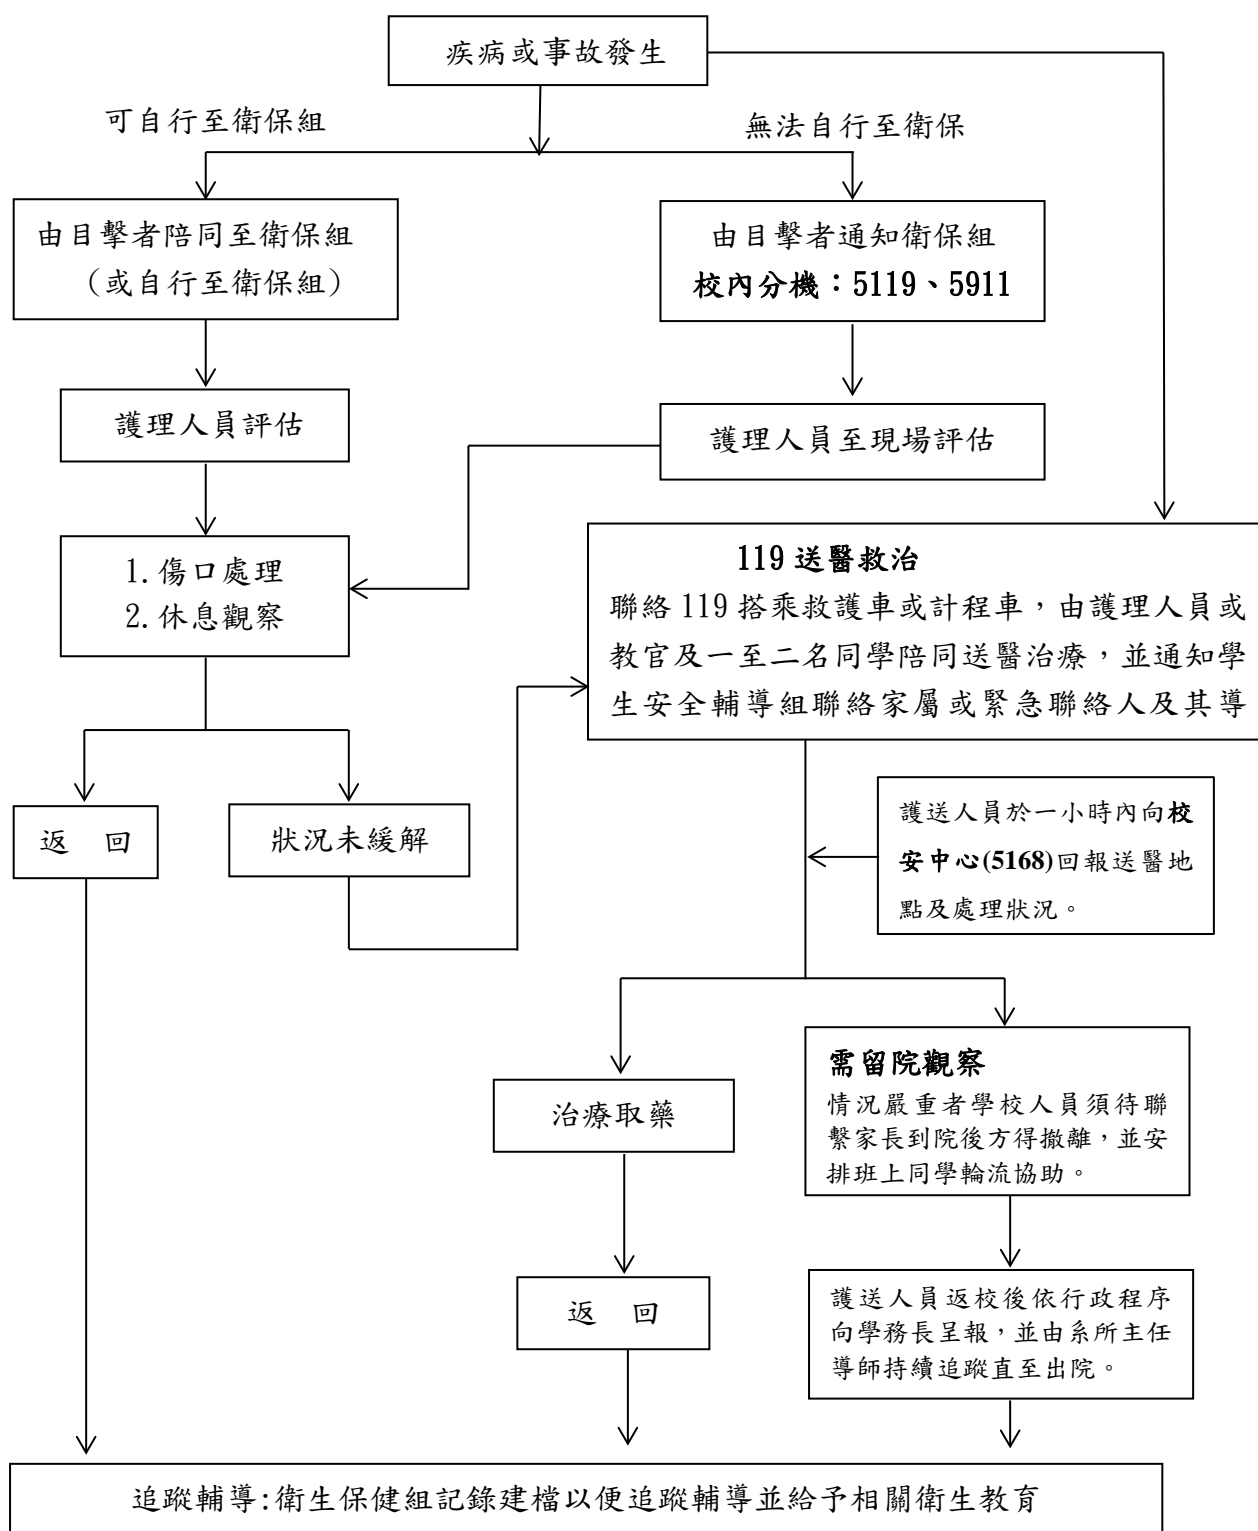 疾病或事故發生
可自行至衛保組
無法自行至衛保
由目擊者陪同至衛保組
（或自行至衛保組）
由目擊者通知衛保組
校內分機：5119、5911
護理人員評估
護理人員至現場評估
1.傷口處理
2.休息觀察
119 送醫救治
聯絡 119 搭乘救護車或計程車，由護理人員或
教官及一至二名同學陪同送醫治療，並通知學
生安全輔導組聯絡家屬或緊急聯絡人及其導
返　回
狀況未緩解
護送人員於一小時內向校
安中心(5168)回報送醫地
點及處理狀況。
治療取藥
需留院觀察
情況嚴重者學校人員須待聯
繫家長到院後方得撤離，並安
排班上同學輪流協助。
返　回
護送人員返校後依行政程序
向學務長呈報，並由系所主任
導師持續追蹤直至出院。
追蹤輔導:衛生保健組記錄建檔以便追蹤輔導並給予相關衛生教育